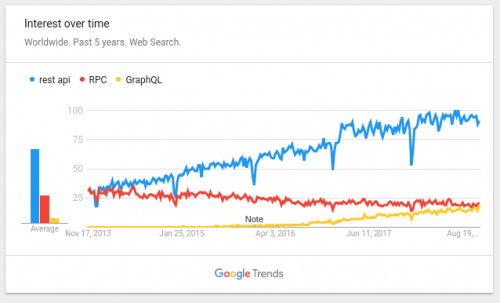 Interest over time
Worldwide. Past 5 years. Web Search.
rest api RPC GraphQL
100
75
50
25
Note
Average
Nov 17, 2013 Jan 25, 2015 Apr 3, 2016 Jun 11, 2017 Aug 19,...
Google Trends